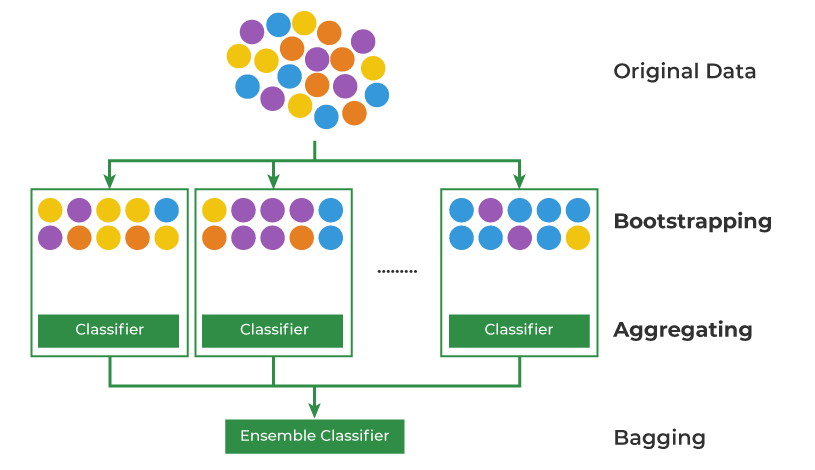 Original Data
Bootstrapping
.........
Classifier
Classifier
Classifier
Aggregating
Ensemble Classifier
Bagging